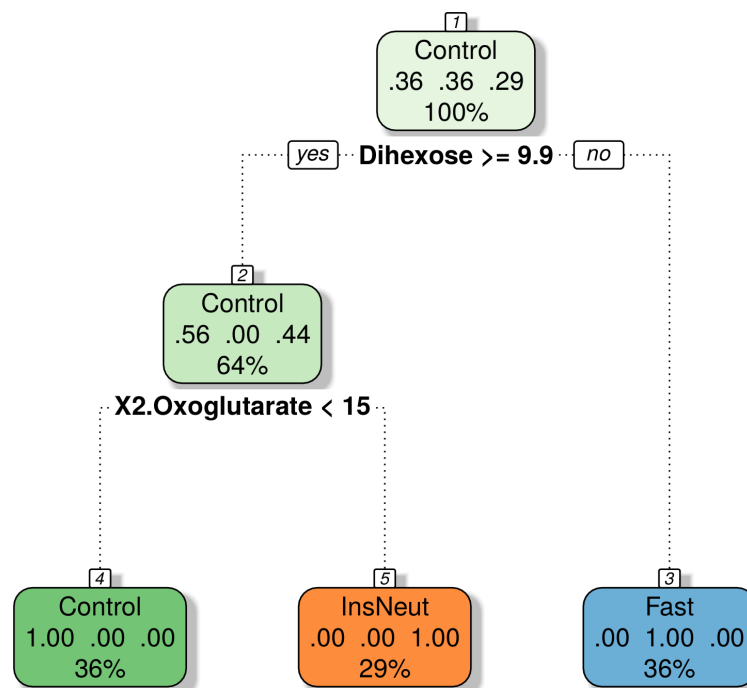 1
Control
.36 .36 .29
100%
yes Dihexose >= 9.9 no
2
Control
.56 .00 .44
64%
X2.Oxoglutarate < 15
4
Control
1.00 .00 .00
36%
5
InsNeut
.00 .00 1.00
29%
3
Fast
.00 1.00 .00
36%